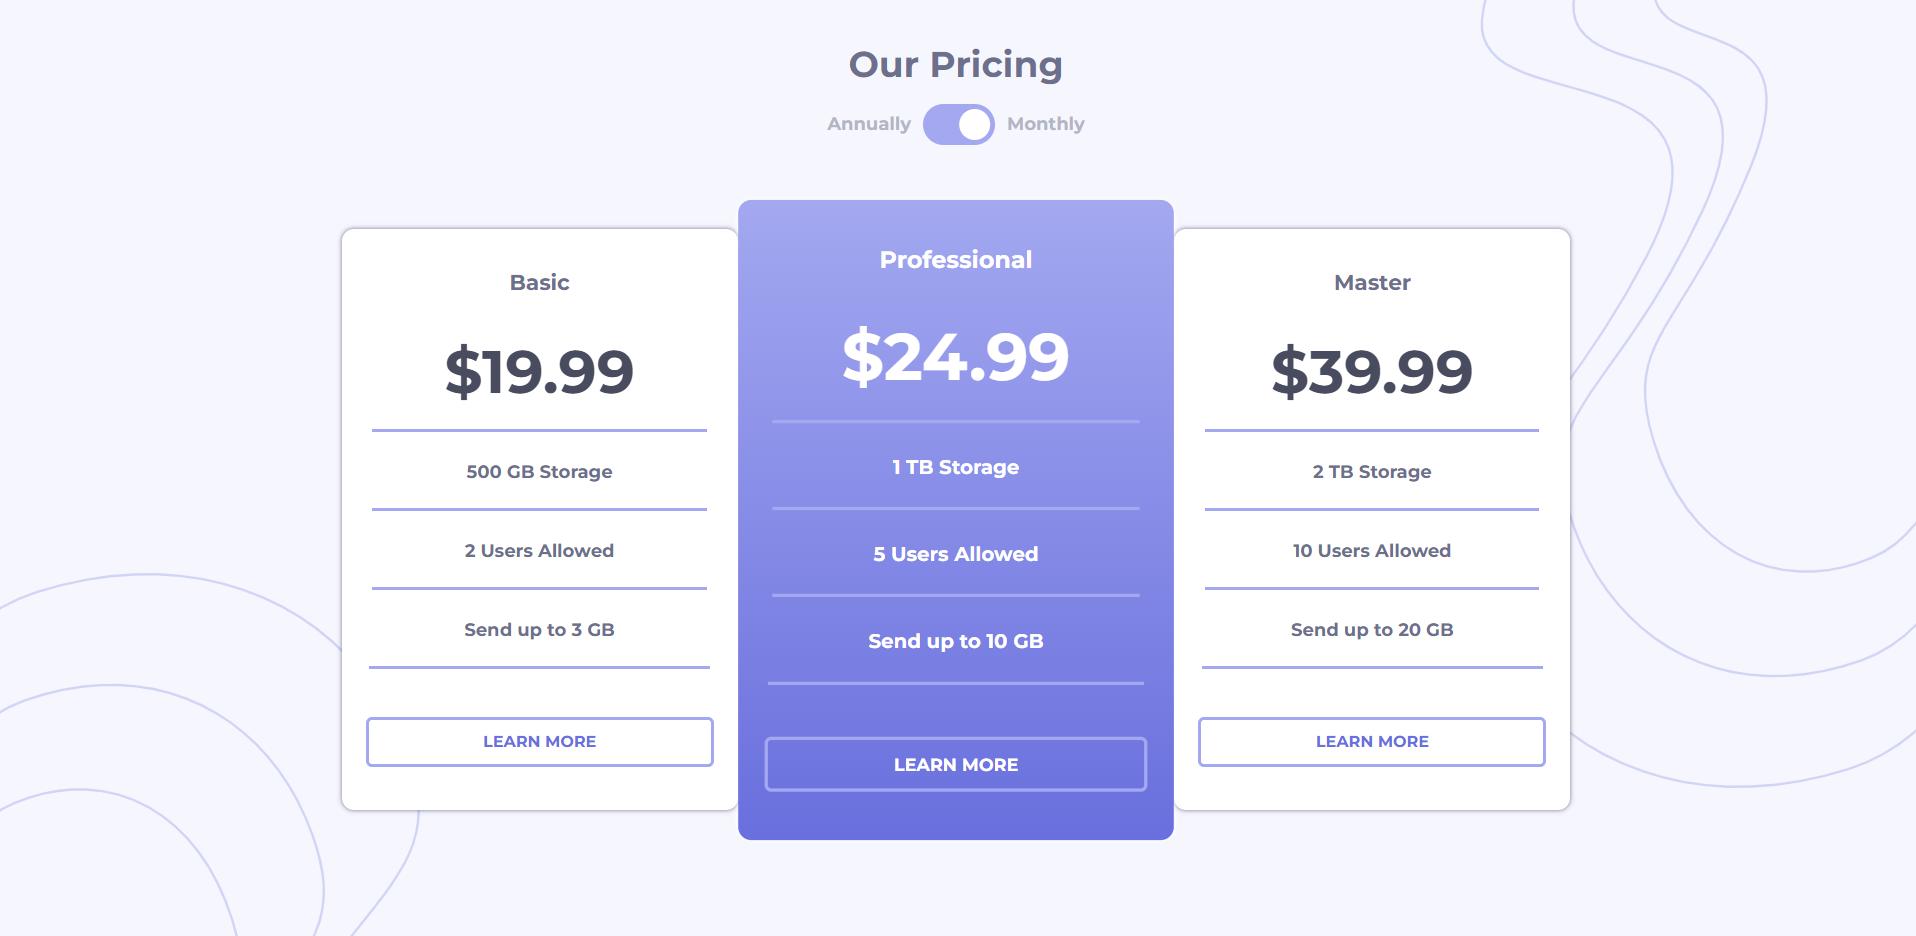 Our Pricing
Annually Monthly
Basic
$19.99
500 GB Storage
2 Users Allowed
Send up to 3 GB
LEARN MORE
Professional
$24.99
1 TB Storage
5 Users Allowed
Send up to 10 GB
LEARN MORE
Master
$39.99
2 TB Storage
10 Users Allowed
Send up to 20 GB
LEARN MORE